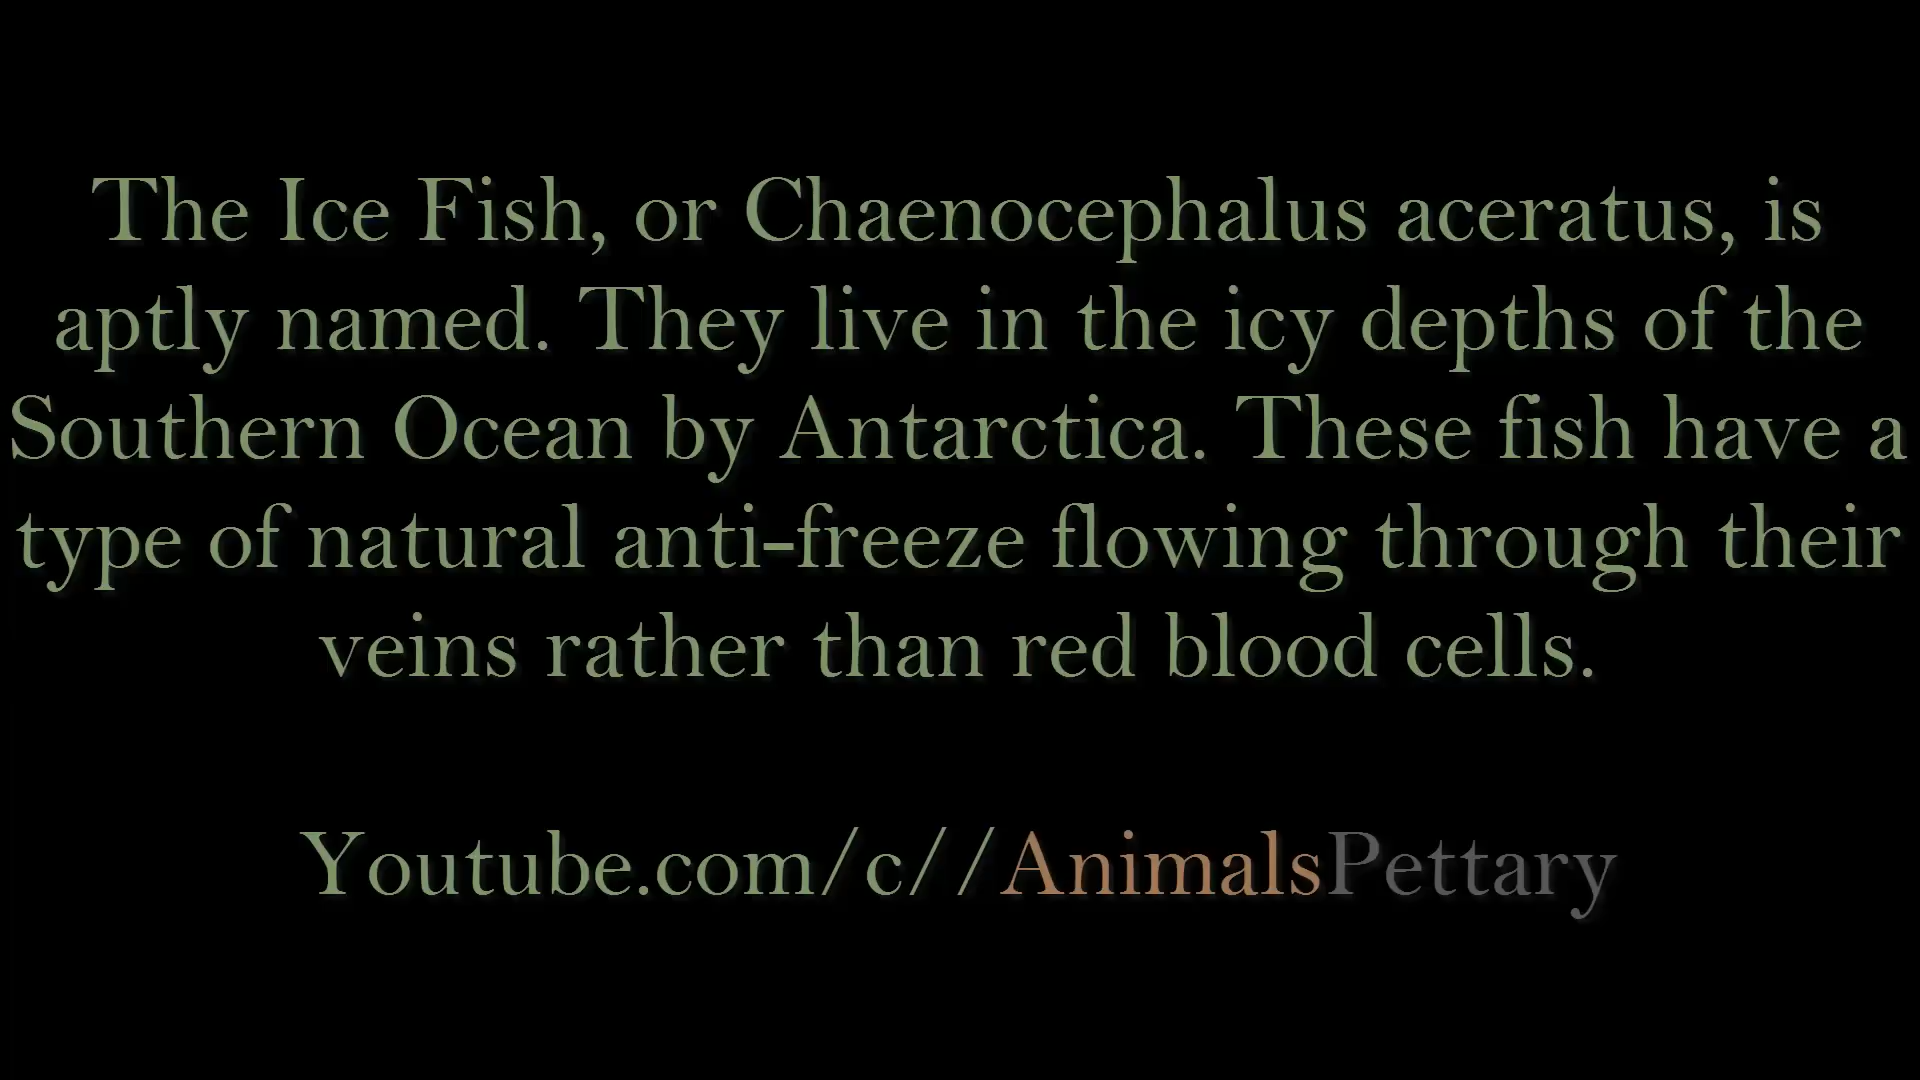 The Ice Fish, or Chaenocephalus aceratus, is
aptly named. They live in the icy depths of the
Southern Ocean by Antarctica. These fish have a
type of natural anti-freeze flowing through their
veins rather than red blood cells.
Youtube.com/c//AnimalsPettary